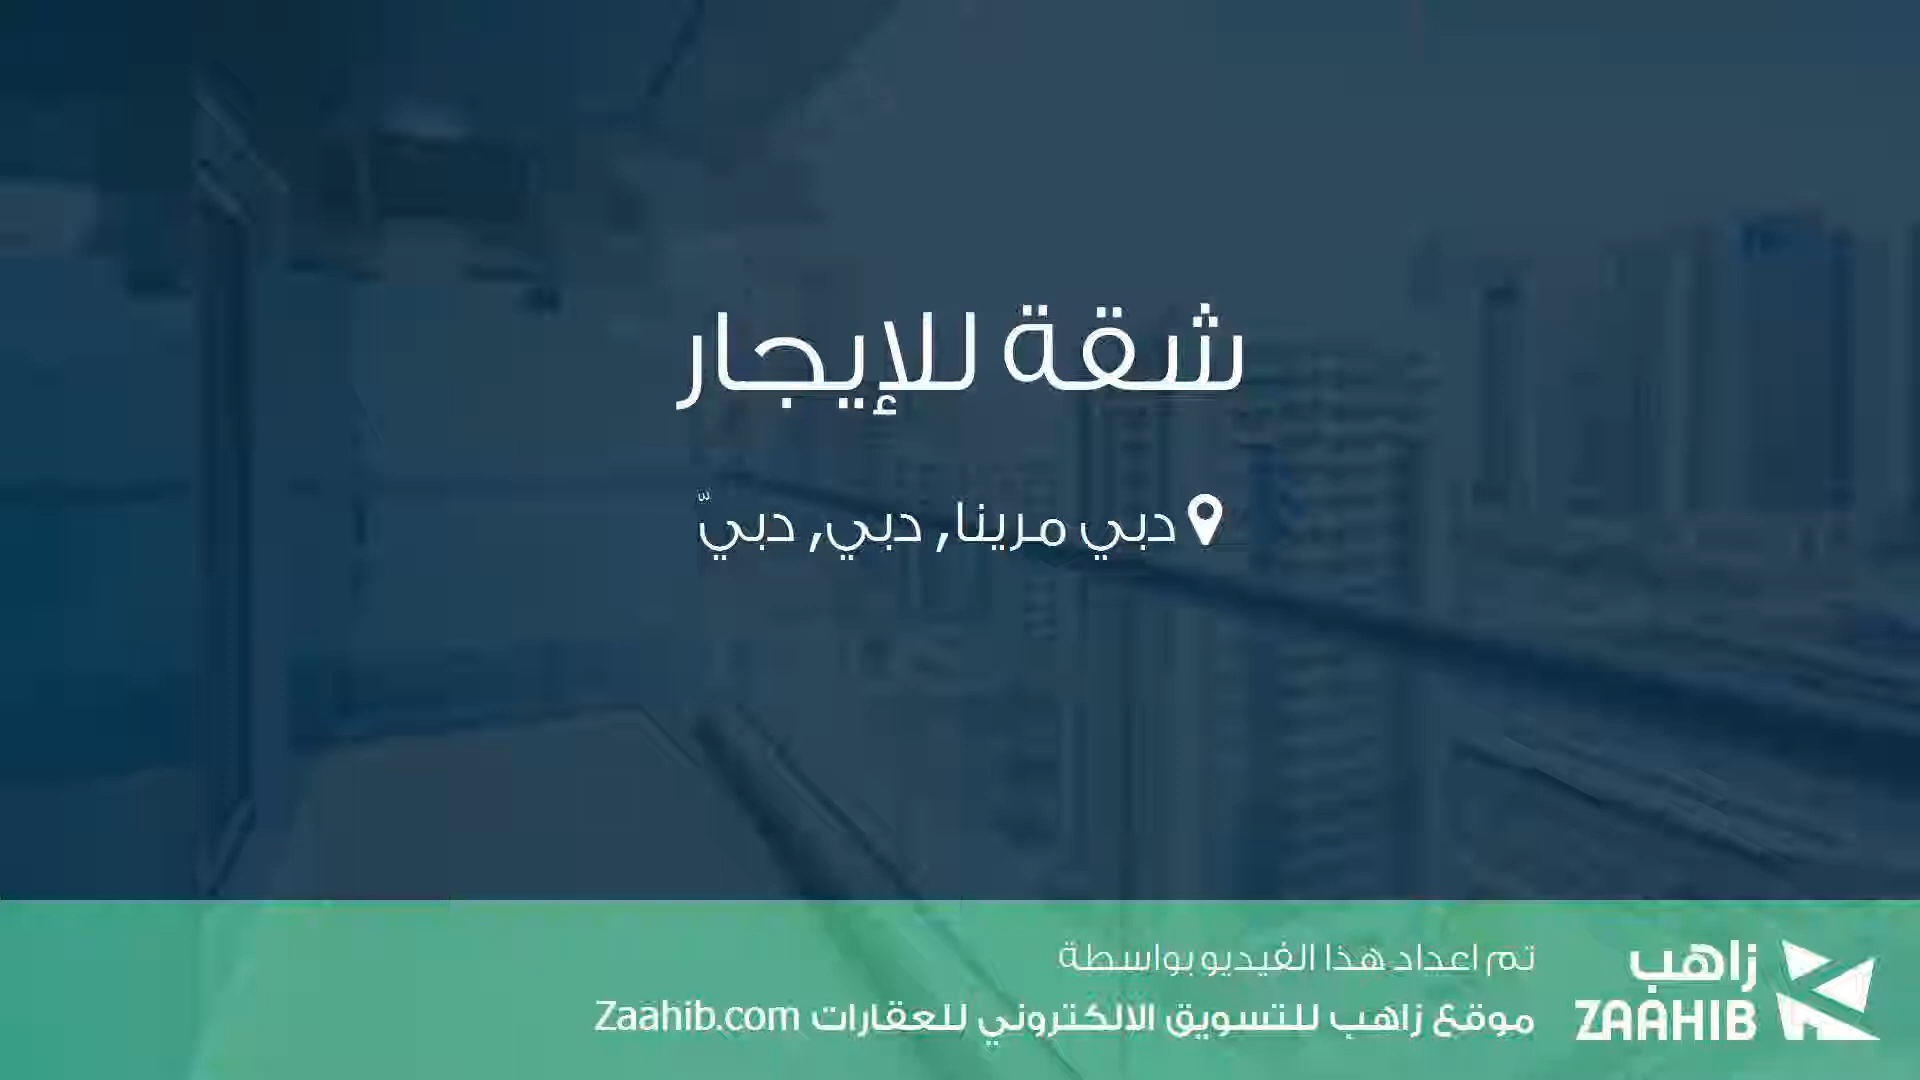 شقة للإيجار
دبي مرينا, دبي, دبيّ
تم اعداد هذا الفيديو بواسطة
موقع زاهب للتسويق الالكتروني للعقارات Zaahib.com
زاهب
ZAAHIB